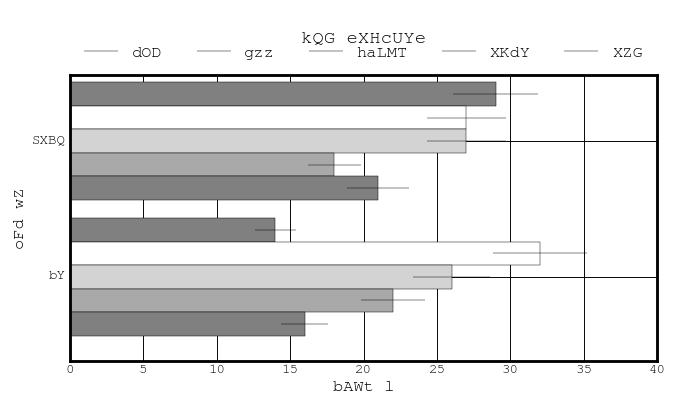 kQG eXHcUYe
dOD gzz haLMT XKdY XZG
oFd wZ
SXBQ
bY
0 5 10 15 20 25 30 35 40
bAWt l